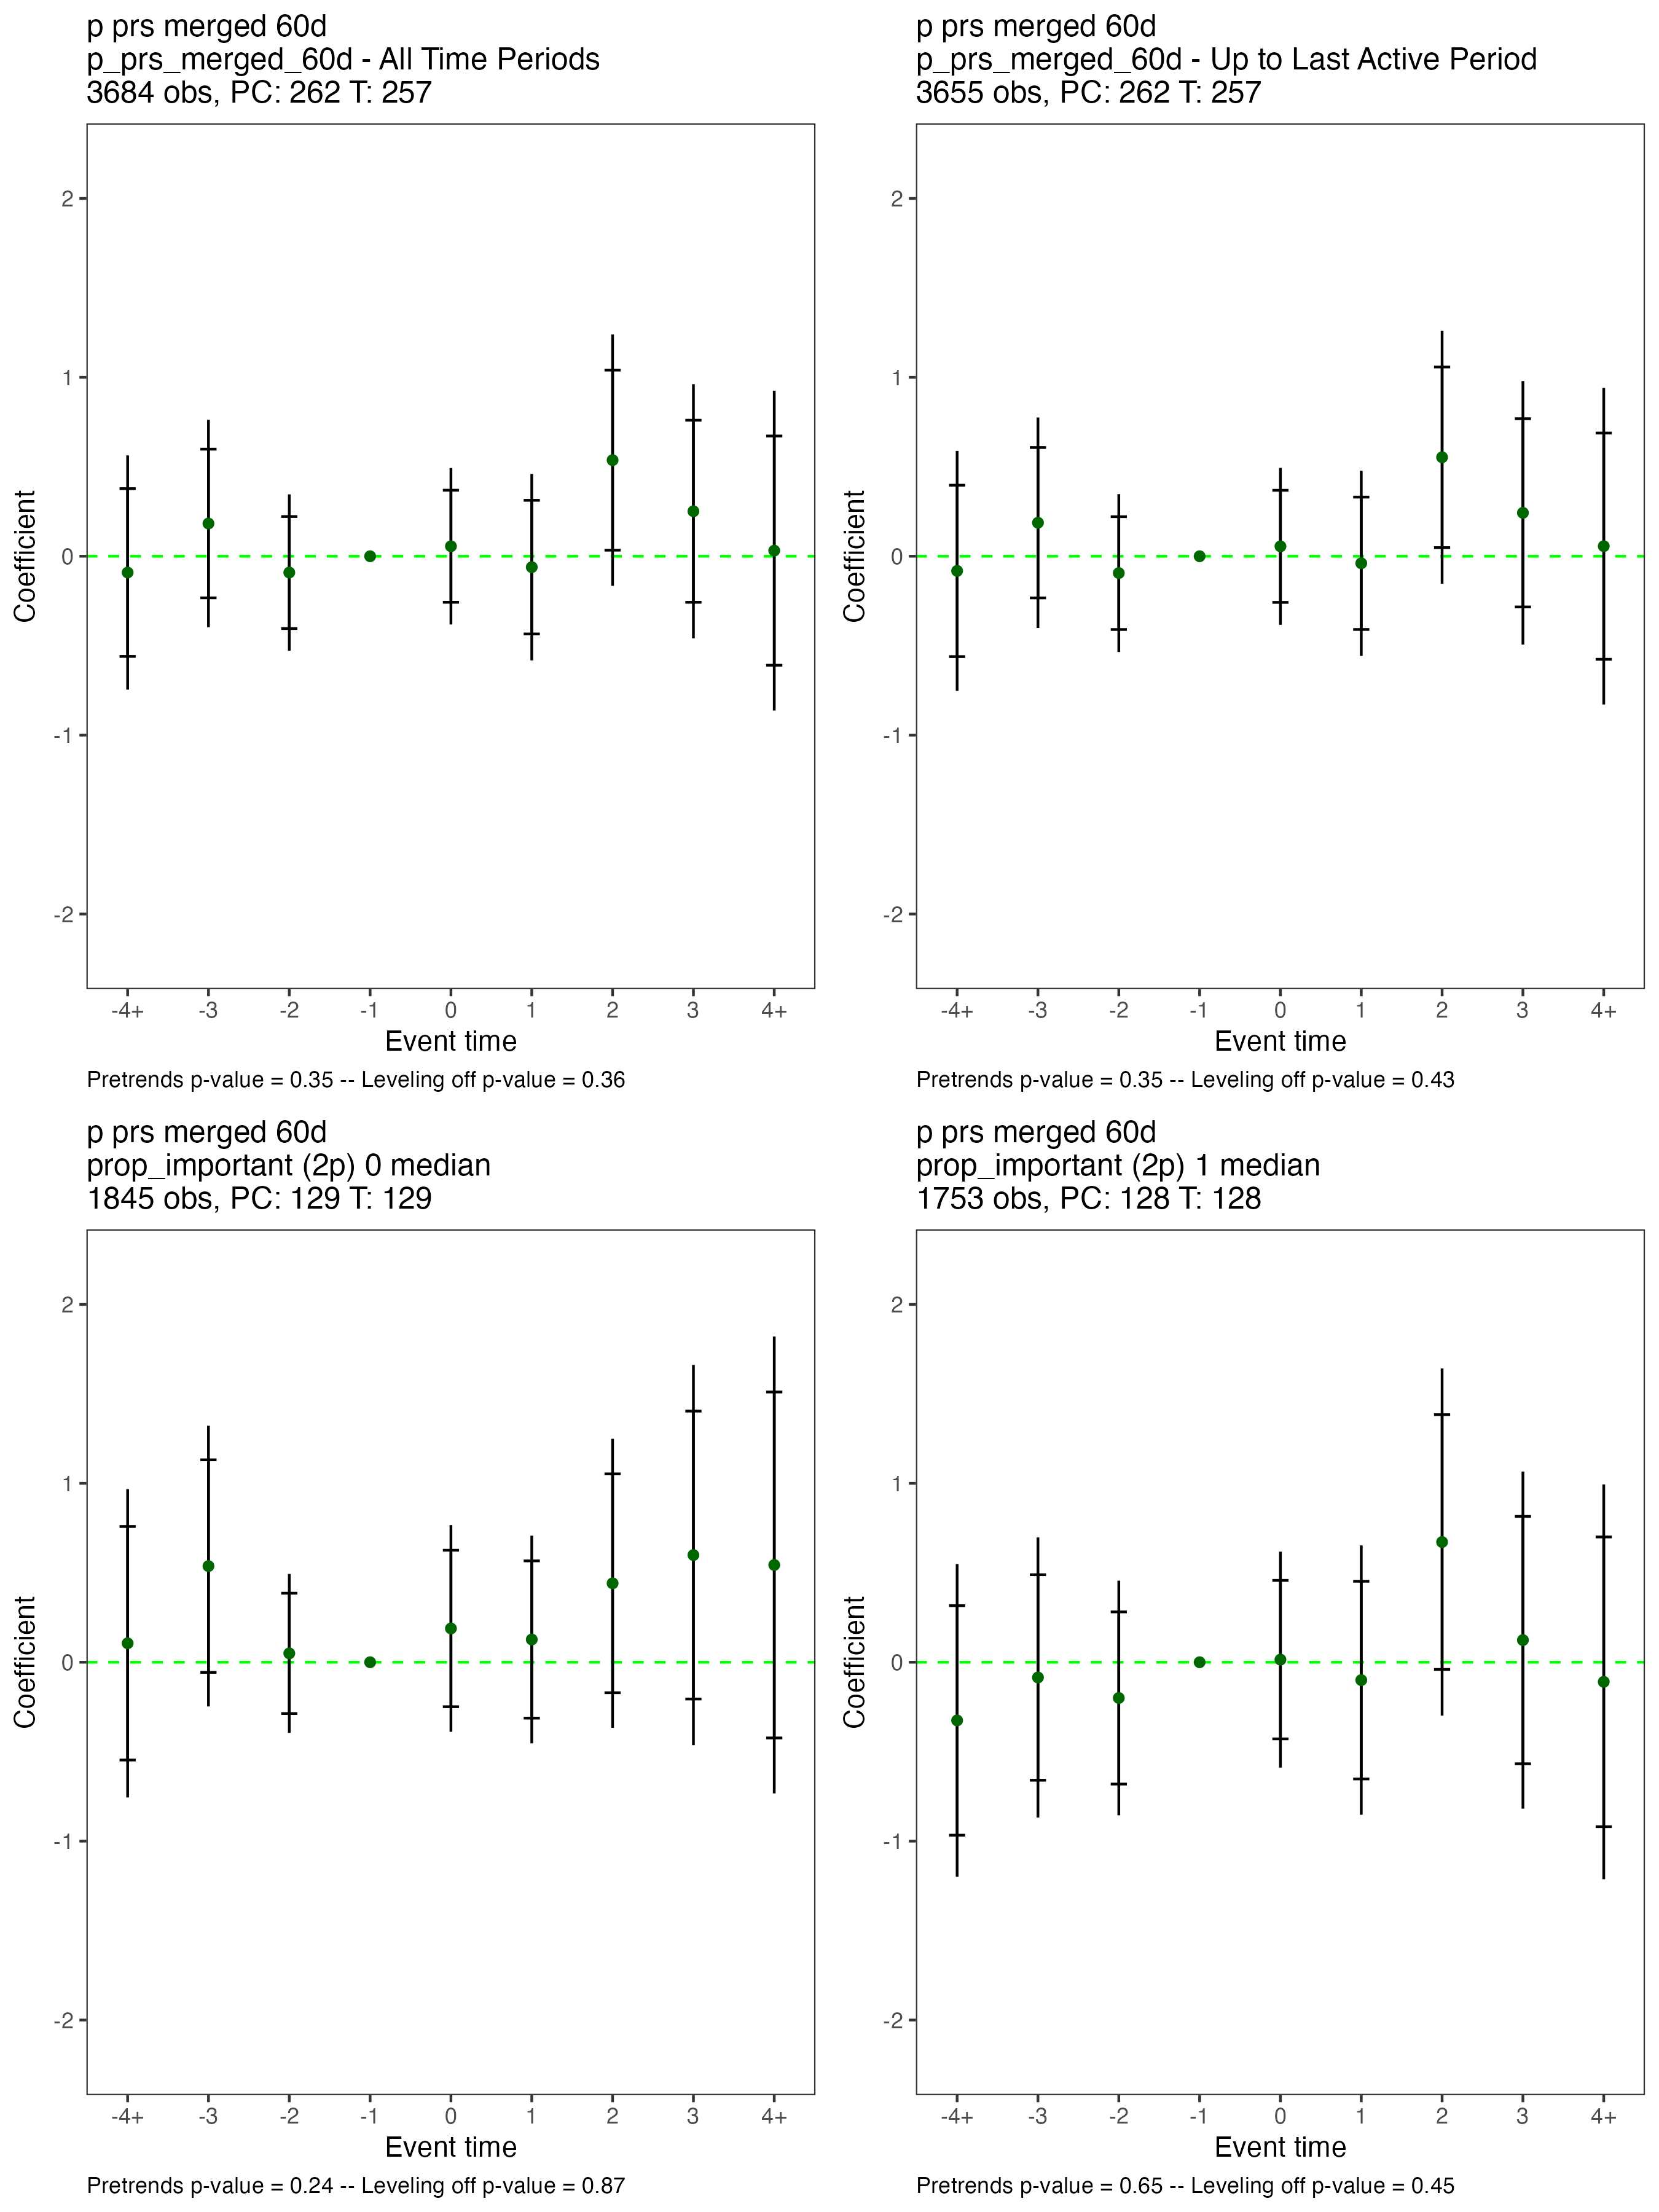 p prs merged 60d
p_prs_merged_60d - All Time Periods
3684 obs, PC: 262 T: 257
2
1
0
-1
-2
Coefficient
-4+ -3 -2 -1 0 1 2 3 4+
Event time
Pretrends p-value = 0.35 -- Leveling off p-value = 0.36
p prs merged 60d
p_prs_merged_60d - Up to Last Active Period
3655 obs, PC: 262 T: 257
2
1
0
-1
-2
Coefficient
-4+ -3 -2 -1 0 1 2 3 4+
Event time
Pretrends p-value = 0.35 -- Leveling off p-value = 0.43
p prs merged 60d
prop_important (2p) 0 median
1845 obs, PC: 129 T: 129
2
1
0
-1
-2
Coefficient
-4+ -3 -2 -1 0 1 2 3 4+
Event time
Pretrends p-value = 0.24 -- Leveling off p-value = 0.87
p prs merged 60d
prop_important (2p) 1 median
1753 obs, PC: 128 T: 128
2
1
0
-1
-2
Coefficient
-4+ -3 -2 -1 0 1 2 3 4+
Event time
Pretrends p-value = 0.65 -- Leveling off p-value = 0.45